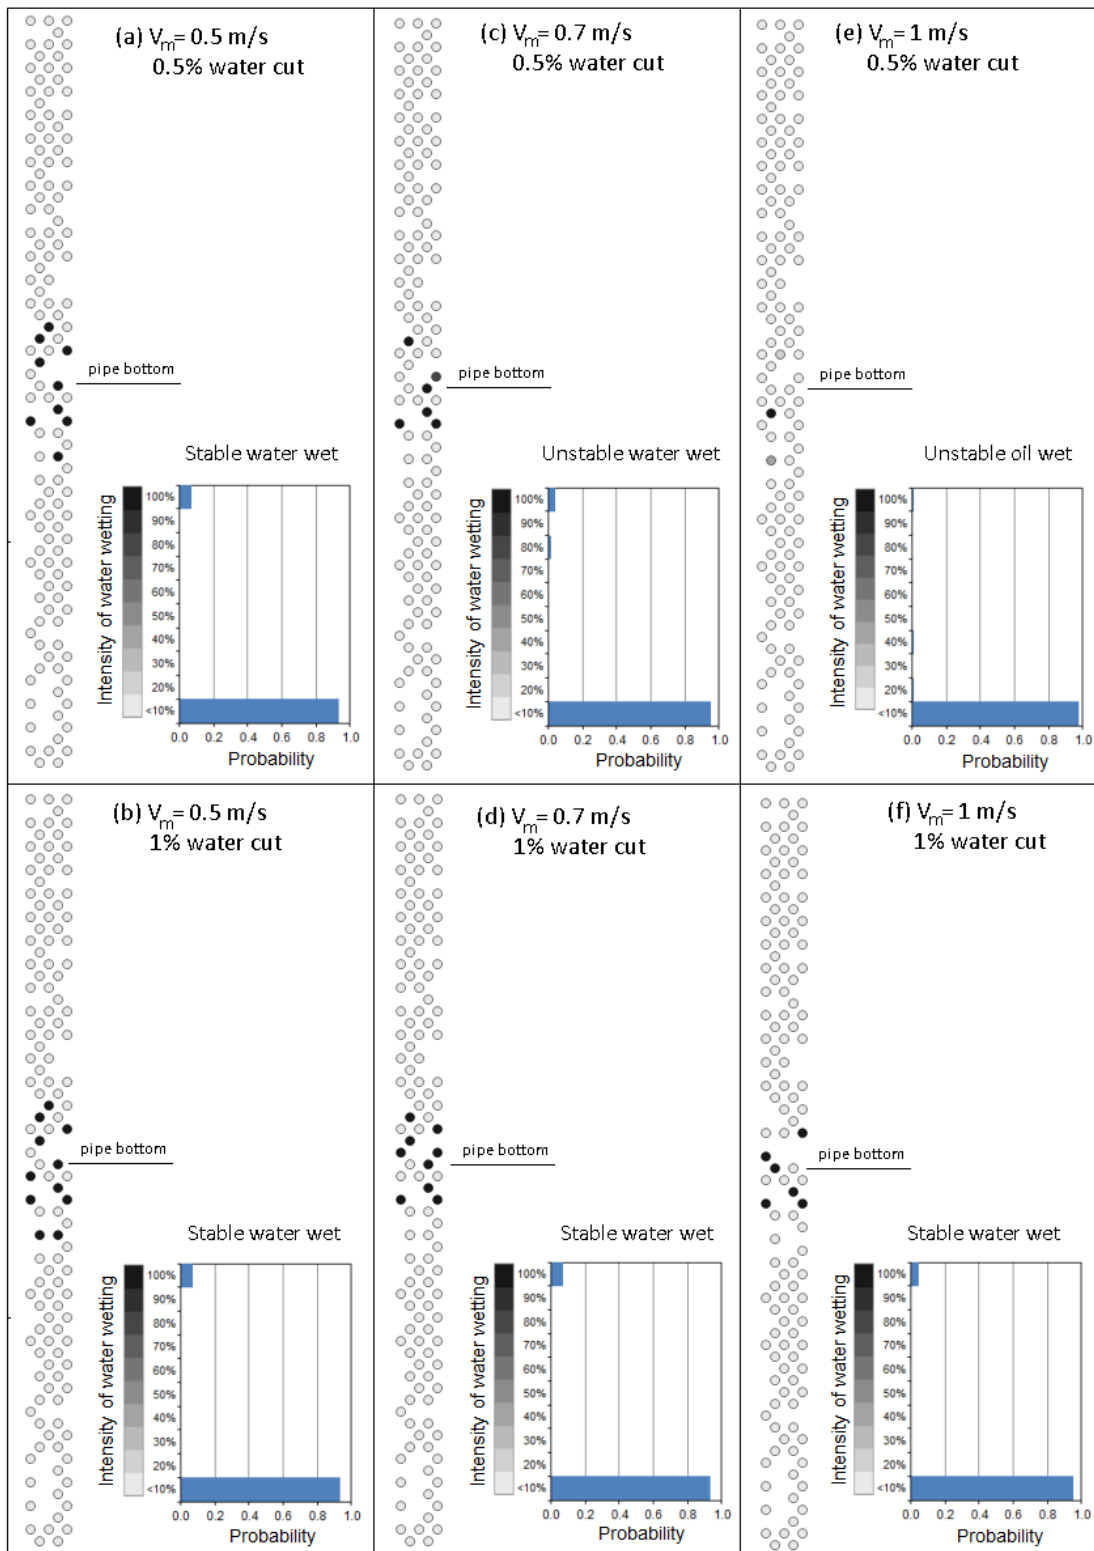 (a) Vm= 0.5 m/s
0.5% water cut
pipe bottom
Stable water wet
Intensity of water wetting
100%
90%
80%
70%
60%
50%
40%
30%
20%
<10%
0.0 0.2 0.4 0.6 0.8 1.0
Probability
(c) Vm= 0.7 m/s
0.5% water cut
pipe bottom
Unstable water wet
Intensity of water wetting
100%
90%
80%
70%
60%
50%
40%
30%
20%
<10%
0.0 0.2 0.4 0.6 0.8 1.0
Probability
(e) Vm= 1 m/s
0.5% water cut
pipe bottom
Unstable oil wet
Intensity of water wetting
100%
90%
80%
70%
60%
50%
40%
30%
20%
<10%
0.0 0.2 0.4 0.6 0.8 1.0
Probability
(b) Vm= 0.5 m/s
1% water cut
pipe bottom
Stable water wet
Intensity of water wetting
100%
90%
80%
70%
60%
50%
40%
30%
20%
<10%
0.0 0.2 0.4 0.6 0.8 1.0
Probability
(d) Vm= 0.7 m/s
1% water cut
pipe bottom
Stable water wet
Intensity of water wetting
100%
90%
80%
70%
60%
50%
40%
30%
20%
<10%
0.0 0.2 0.4 0.6 0.8 1.0
Probability
(f) Vm= 1 m/s
1% water cut
pipe bottom
Stable water wet
Intensity of water wetting
100%
90%
80%
70%
60%
50%
40%
30%
20%
<10%
0.0 0.2 0.4 0.6 0.8 1.0
Probability